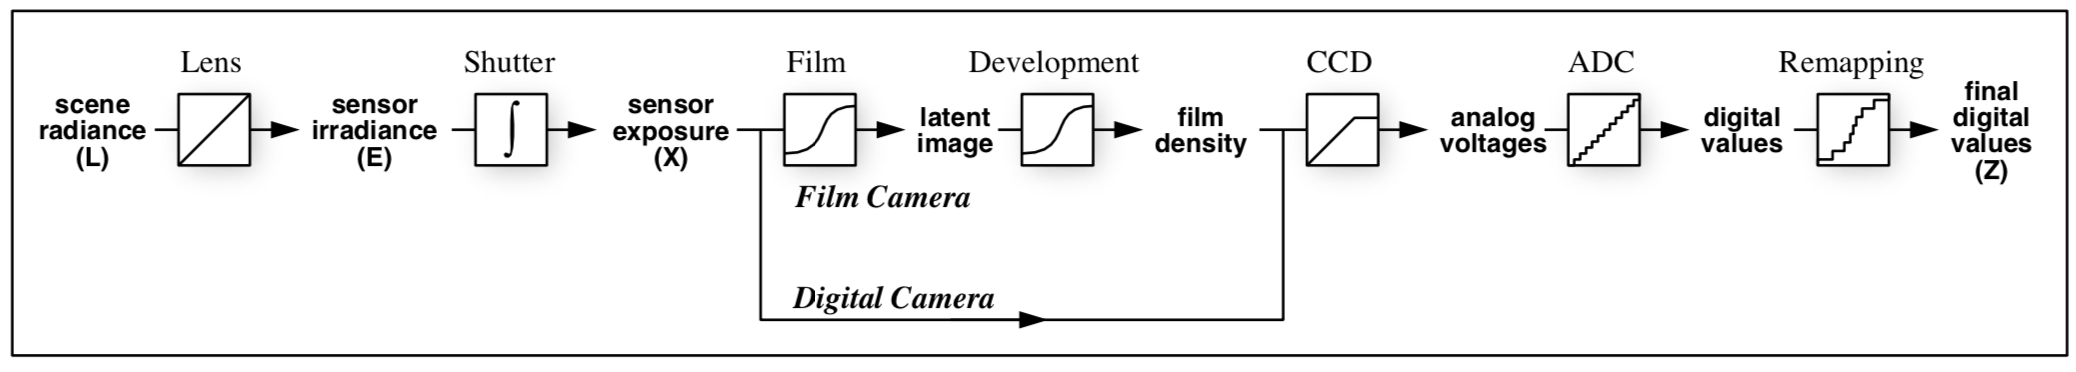 Lens
Shutter
Film
Development
CCD
ADC
Remapping
scene
radiance
(L)
sensor
irradiance
(E)
∫
sensor
exposure
(X)
latent
image
film
density
analog
voltages
digital
values
final
digital
values
(Z)
Film Camera
Digital Camera